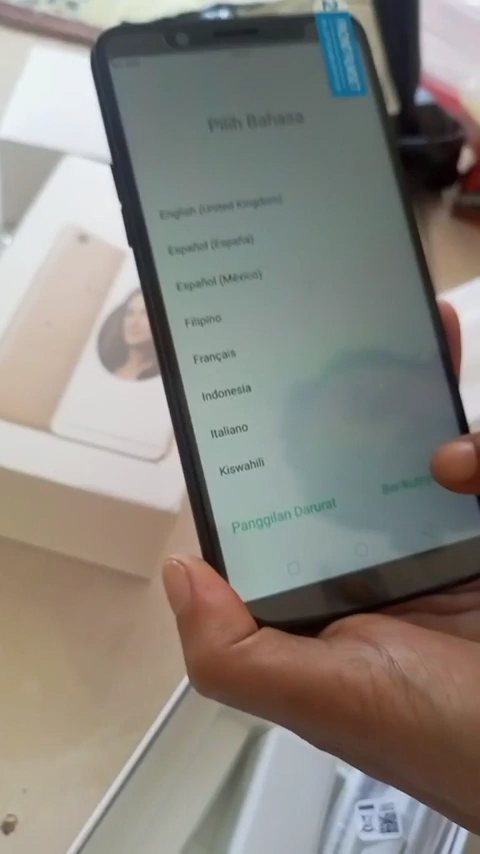 Pilih Bahasa
English (United Kingdom)
Español (España)
Español (México)
Filipino
Français
Indonesia
Italiano
Kiswahili
Panggilan Darurat